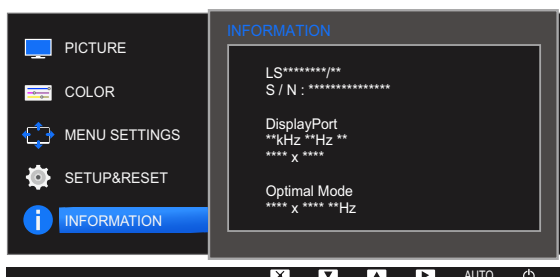 PICTURE
COLOR
MENU SETTINGS
SETUP&RESET
INFORMATION
INFORMATION
LS********/**
S / N : ***************
DisplayPort
**kHz **Hz **
**** x ****
Optimal Mode
**** x **** **Hz
AUTO